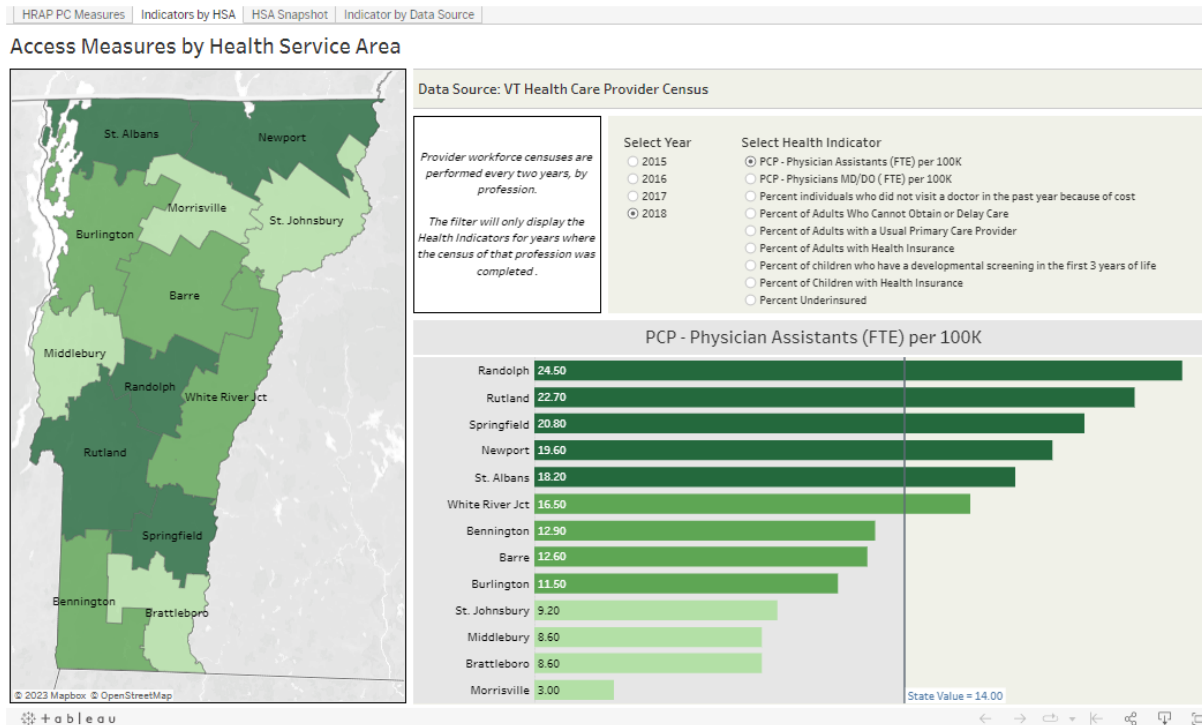 HRAP PC Measures
Indicators by HSA
HSA Snapshot
Indicator by Data Source
Access Measures by Health Service Area
St. Albans
Newport
Morrisville
St. Johnsbury
Burlington
Barre
Middlebury
Randolph
White River Jct
Rutland
Springfield
Bennington
Brattleboro
© 2023 Mapbox © OpenStreetMap
Data Source: VT Health Care Provider Census
Provider workforce censuses are
performed every two years, by
profession.
The filter will only display the
Health Indicators for years where
the census of that profession was
completed .
Select Year
2015
2016
2017
2018
Select Health Indicator
PCP - Physician Assistants (FTE) per 100K
PCP - Physicians MD/DO ( FTE) per 100K
Percent individuals who did not visit a doctor in the past year because of cost
Percent of Adults Who Cannot Obtain or Delay Care
Percent of Adults with a Usual Primary Care Provider
Percent of Adults with Health Insurance
Percent of children who have a developmental screening in the first 3 years of life
Percent of Children with Health Insurance
Percent Underinsured
PCP - Physician Assistants (FTE) per 100K
Randolph 24.50
Rutland 22.70
Springfield 20.80
Newport 19.60
St. Albans 18.20
White River Jct 16.50
Bennington 12.90
Barre 12.60
Burlington 11.50
St. Johnsbury 9.20
Middlebury 8.60
Brattleboro 8.60
Morrisville 3.00
State Value = 14.00
+ a b l e a u